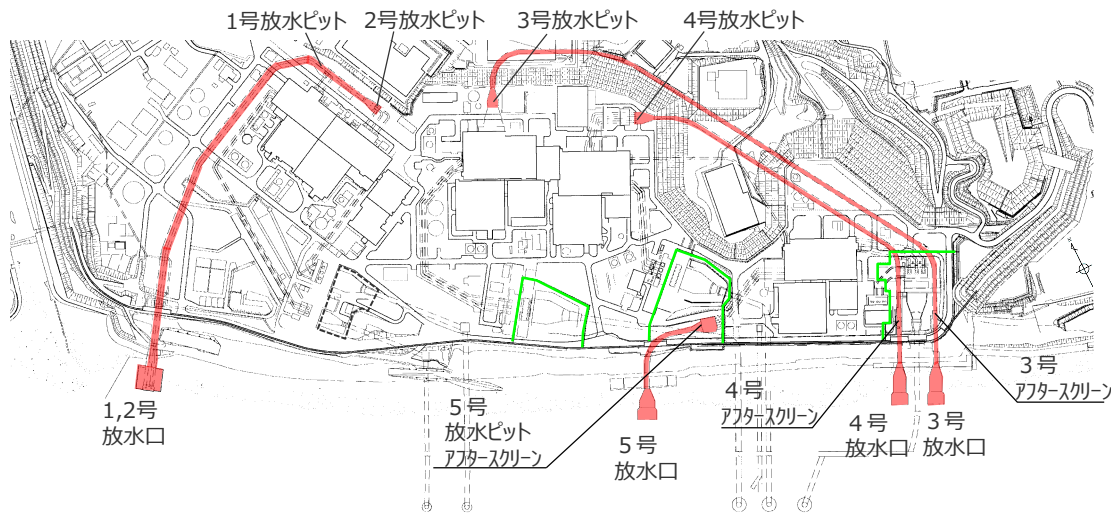 1号放水ピット
2号放水ピット
3号放水ピット
4号放水ピット
1,2号
放水口
5号
放水ピット
アフタースクリーン
5号
放水口
4号
アフタースクリーン
4号
放水口
3号
放水口
3号
アフタースクリーン